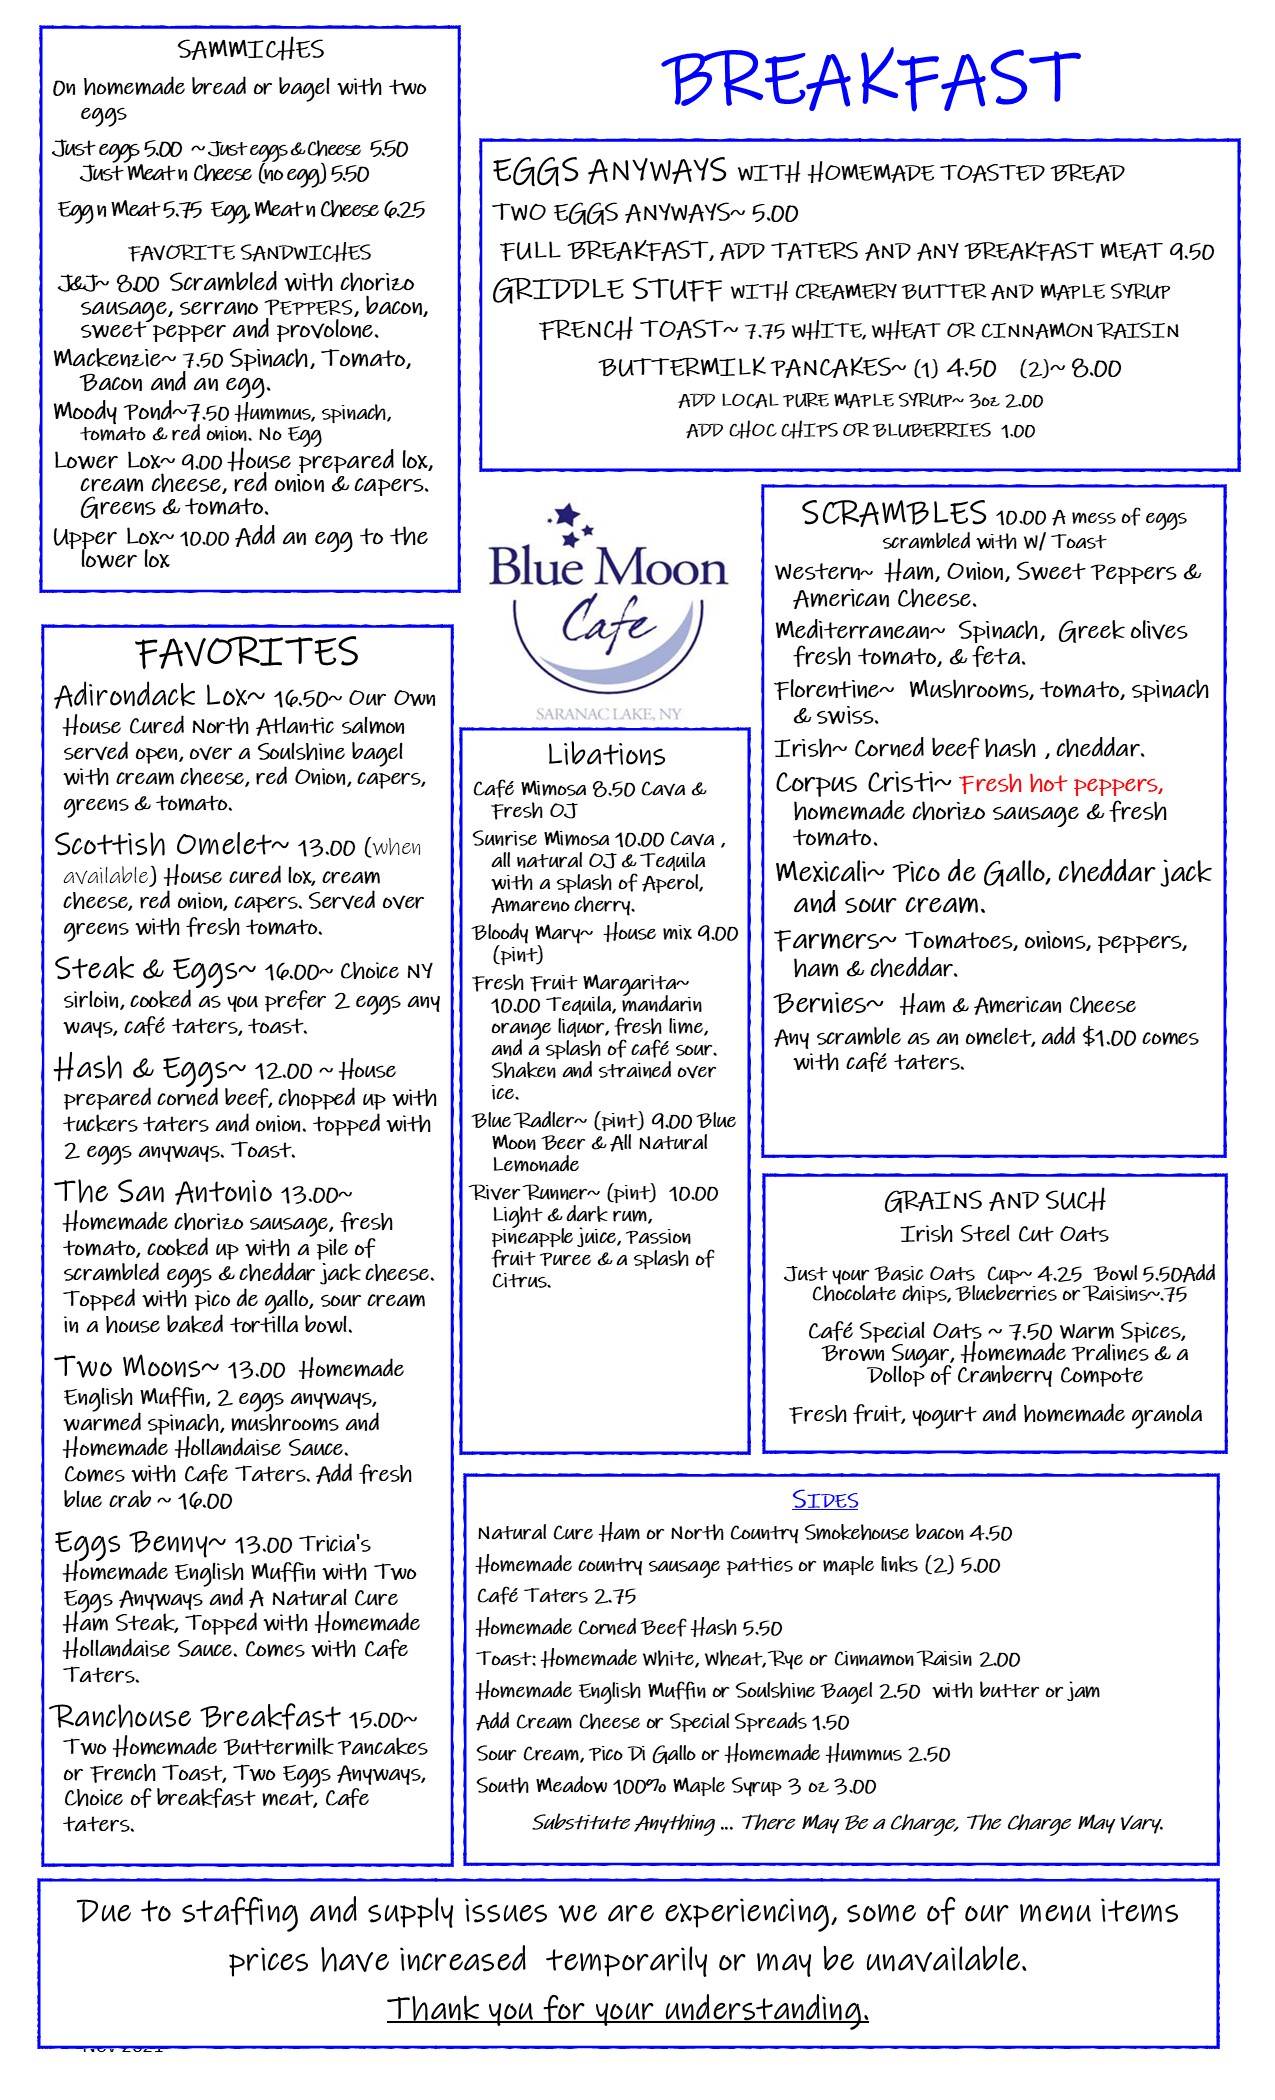 SAMMICHES
On homemade bread or bagel with two
eggs
Just eggs 5.00 ~ Just eggs & Cheese 5.50
Just Meat n Cheese (no egg) 5.50
Egg n Meat 5.75 Egg, Meat n Cheese 6.25
FAVORITE SANDWICHES
J&J~ 8.00 Scrambled with chorizo
sausage, serrano PEPPERS, bacon,
sweet pepper and provolone.
Mackenzie~ 7.50 Spinach, Tomato,
Bacon and an egg.
Moody Pond~7.50 Hummus, spinach,
tomato & red onion. No Egg
Lower Lox~ 9.00 House prepared lox,
cream cheese, red onion & capers.
Greens & tomato.
Upper Lox~ 10.00 Add an egg to the
lower lox
BREAKFAST
EGGS ANYWAYS WITH HOMEMADE TOASTED BREAD
TWO EGGS ANYWAYS~ 5.00
FULL BREAKFAST, ADD TATERS AND ANY BREAKFAST MEAT 9.50
GRIDDLE STUFF WITH CREAMERY BUTTER AND MAPLE SYRUP
FRENCH TOAST~ 7.75 WHITE, WHEAT OR CINNAMON RAISIN
BUTTERMILK PANCAKES~ (1) 4.50 (2)~ 8.00
ADD LOCAL PURE MAPLE SYRUP~ 3oz 2.00
ADD CHOC CHIPS OR BLUBERRIES 1.00
Blue Moon
Cafe
SARANAC LAKE, NY
FAVORITES
Adirondack Lox~ 16.50~ Our Own
House Cured North Atlantic salmon
served open, over a Soulshine bagel
with cream cheese, red Onion, capers,
greens & tomato.
Scottish Omelet~ 13.00 (when
available) House cured lox, cream
cheese, red onion, capers. Served over
greens with fresh tomato.
Steak & Eggs~ 16.00~ Choice NY
sirloin, cooked as you prefer 2 eggs any
ways, café taters, toast.
Hash & Eggs~ 12.00 ~ House
prepared corned beef, chopped up with
tuckers taters and onion. topped with
2 eggs anyways. Toast.
The San Antonio 13.00~
Homemade chorizo sausage, fresh
tomato, cooked up with a pile of
scrambled eggs & cheddar jack cheese.
Topped with pico de gallo, sour cream
in a house baked tortilla bowl.
Two Moons~ 13.00 Homemade
English Muffin, 2 eggs anyways,
warmed spinach, mushrooms and
Homemade Hollandaise Sauce.
Comes with Cafe Taters. Add fresh
blue crab ~ 16.00
Eggs Benny~ 13.00 Tricia's
Homemade English Muffin with Two
Eggs Anyways and A Natural Cure
Ham Steak, Topped with Homemade
Hollandaise Sauce. Comes with Cafe
Taters.
Ranchouse Breakfast 15.00~
Two Homemade Buttermilk Pancakes
or French Toast, Two Eggs Anyways,
Choice of breakfast meat, Cafe
taters.
Libations
Café Mimosa 8.50 Cava &
Fresh OJ
Sunrise Mimosa 10.00 Cava ,
all natural OJ & Tequila
with a splash of Aperol,
Amareno cherry.
Bloody Mary~ House mix 9.00
(pint)
Fresh Fruit Margarita~
10.00 Tequila, mandarin
orange liquor, fresh lime,
and a splash of café sour.
Shaken and strained over
ice.
Blue Radler~ (pint) 9.00 Blue
Moon Beer & All Natural
Lemonade
River Runner~ (pint) 10.00
Light & dark rum,
pineapple juice, Passion
fruit Puree & a splash of
Citrus.
SCRAMBLES 10.00 A mess of eggs
scrambled with W/ Toast
Western~ Ham, Onion, Sweet Peppers &
American Cheese.
Mediterranean~ Spinach, Greek olives
fresh tomato, & feta.
Florentine~ Mushrooms, tomato, spinach
& swiss.
Irish~ Corned beef hash , cheddar.
Corpus Cristi~ Fresh hot peppers,
homemade chorizo sausage & fresh
tomato.
Mexicali~ Pico de Gallo, cheddar jack
and sour cream.
Farmers~ Tomatoes, onions, peppers,
ham & cheddar.
Bernies~ Ham & American Cheese
Any scramble as an omelet, add $1.00 comes
with café taters.
GRAINS AND SUCH
Irish Steel Cut Oats
Just your Basic Oats Cup~ 4.25 Bowl 5.50Add
Chocolate chips, Blueberries or Raisins~.75
Café Special Oats ~ 7.50 Warm Spices,
Brown Sugar, Homemade Pralines & a
Dollop of Cranberry Compote
Fresh fruit, yogurt and homemade granola
SIDES
Natural Cure Ham or North Country Smokehouse bacon 4.50
Homemade country sausage patties or maple links (2) 5.00
Café Taters 2.75
Homemade Corned Beef Hash 5.50
Toast: Homemade White, Wheat, Rye or Cinnamon Raisin 2.00
Homemade English Muffin or Soulshine Bagel 2.50 with butter or jam
Add Cream Cheese or Special Spreads 1.50
Sour Cream, Pico Di Gallo or Homemade Hummus 2.50
South Meadow 100% Maple Syrup 3 oz 3.00
Substitute Anything ... There May Be a Charge, The Charge May Vary.
Due to staffing and supply issues we are experiencing, some of our menu items
prices have increased temporarily or may be unavailable.
Thank you for your understanding.
Nov 2021